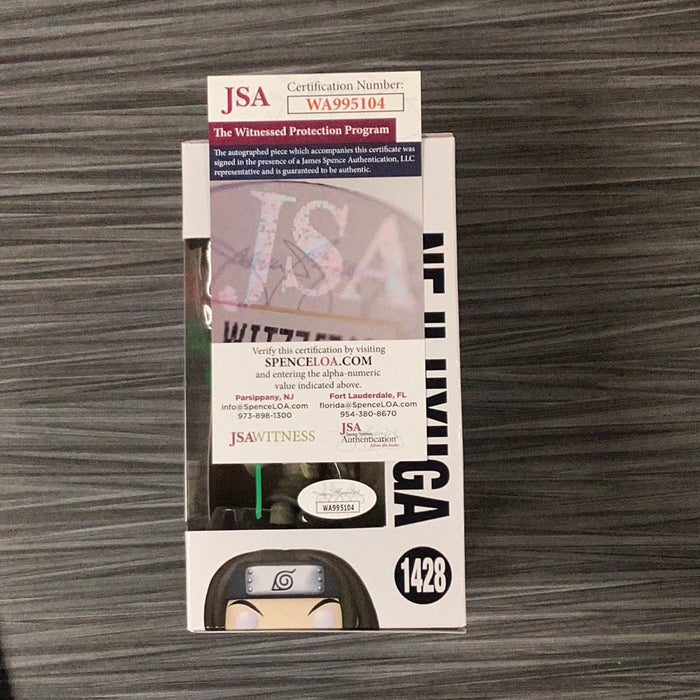 JSA
Certification Number:
WA995104
The Witnessed Protection Program
The autographed piece which accompanies this certificate was
signed in the presence of a James Spence Authentication, LLC
representative and is guaranteed to be authentic.
JSA
Verify this certification by visiting
SPENCELOA.COM
and entering the alpha-numeric
value indicated above.
Parsippany, NJ
info@SpenceLOA.com
973-898-1300
Fort Lauderdale, FL
florida@SpenceLOA.com
954-380-8670
JSAWITNESS
JSA
Authentication
WA995104
1428